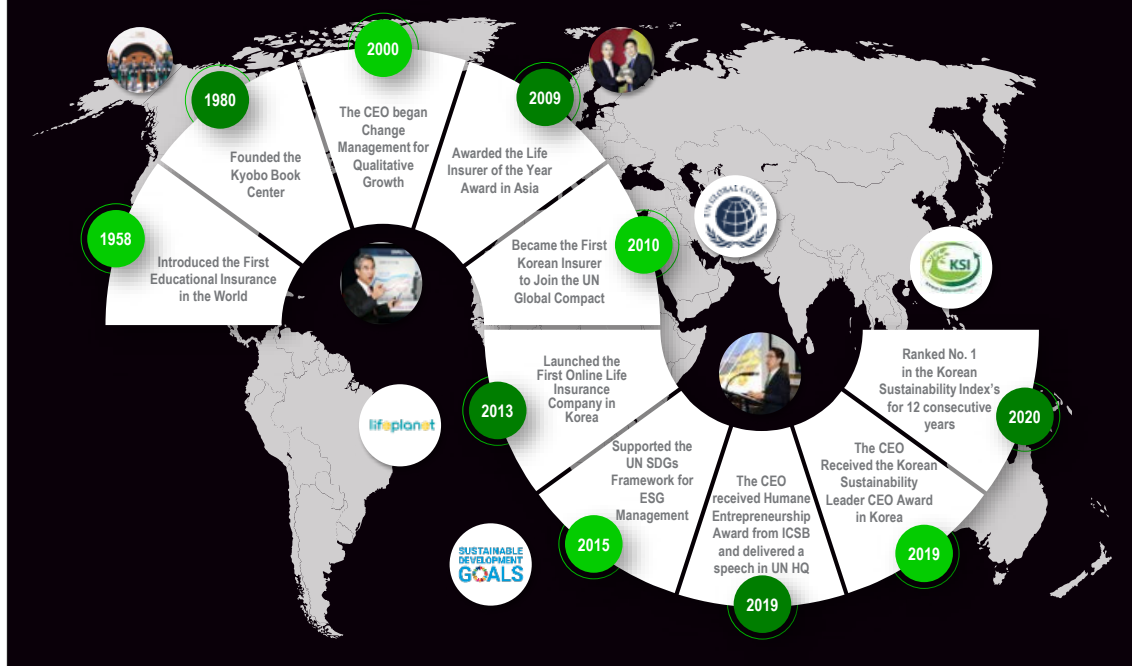 1958
Introduced the First
Educational Insurance
in the World
1980
Founded the
Kyobo Book
Center
2000
The CEO began
Change
Management for
Qualitative
Growth
2009
Awarded the Life
Insurer of the Year
Award in Asia
2010
Became the First
Korean Insurer
to Join the UN
Global Compact
UN GLOBAL COMPACT
KSI
2013
Launched the
First Online Life
Insurance
Company in
Korea
lifeplanet
2015
Supported the
UN SDGs
Framework for
ESG
Management
SUSTAINABLE
DEVELOPMENT
GOALS
2019
The CEO
received Humane
Entrepreneurship
Award from ICSB
and delivered a
speech in UN HQ
2019
The CEO
Received the Korean
Sustainability
Leader CEO Award
in Korea
2020
Ranked No. 1
in the Korean
Sustainability Index's
for 12 consecutive
years